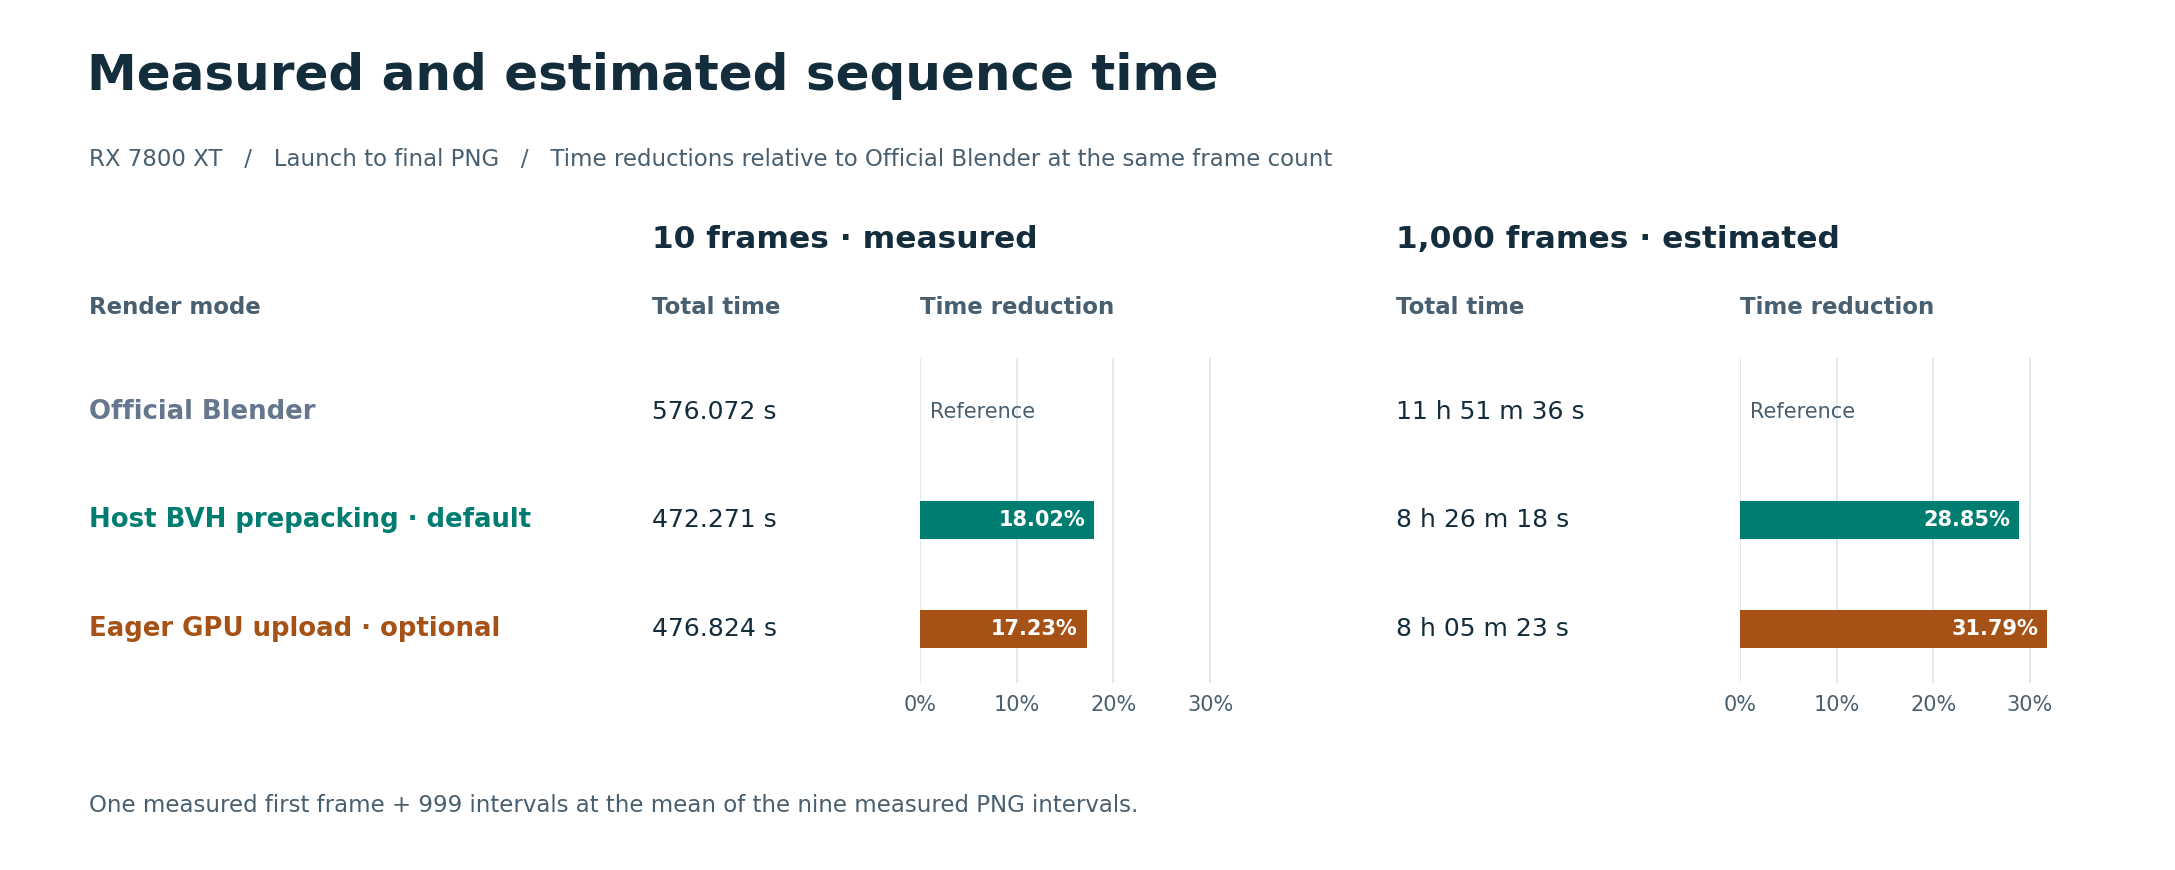 Measured and estimated sequence time
RX 7800 XT / Launch to final PNG / Time reductions relative to Official Blender at the same frame count
10 frames · measured 1,000 frames · estimated
Render mode Total time Time reduction Total time Time reduction
Official Blender 576.072 s Reference 11 h 51 m 36 s Reference
Host BVH prepacking · default 472.271 s 18.02% 8 h 26 m 18 s 28.85%
Eager GPU upload · optional 476.824 s 17.23% 8 h 05 m 23 s 31.79%
0% 10% 20% 30% 0% 10% 20% 30%
One measured first frame + 999 intervals at the mean of the nine measured PNG intervals.